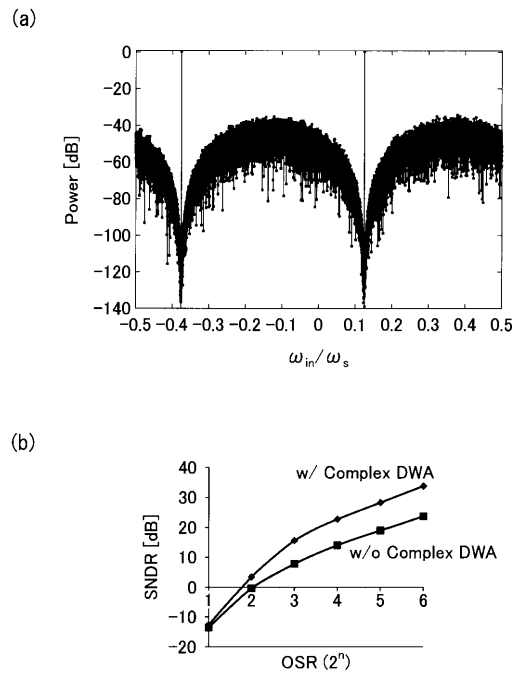 (a)
Power [dB]
0
-20
-40
-60
-80
-100
-120
-140
-0.5 -0.4 -0.3 -0.2 -0.1 0 0.1 0.2 0.3 0.4 0.5
ω in/ω s
(b)
SNDR [dB]
40
30
20
10
0
-10
-20
w/ Complex DWA
w/o Complex DWA
1 2 3 4 5 6
OSR (2ⁿ)